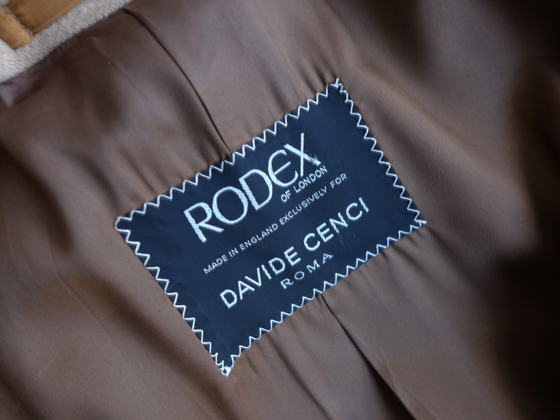 RODEX
OF LONDON
MADE IN ENGLAND EXCLUSIVELY FOR
DAVIDE CENCI
ROMA